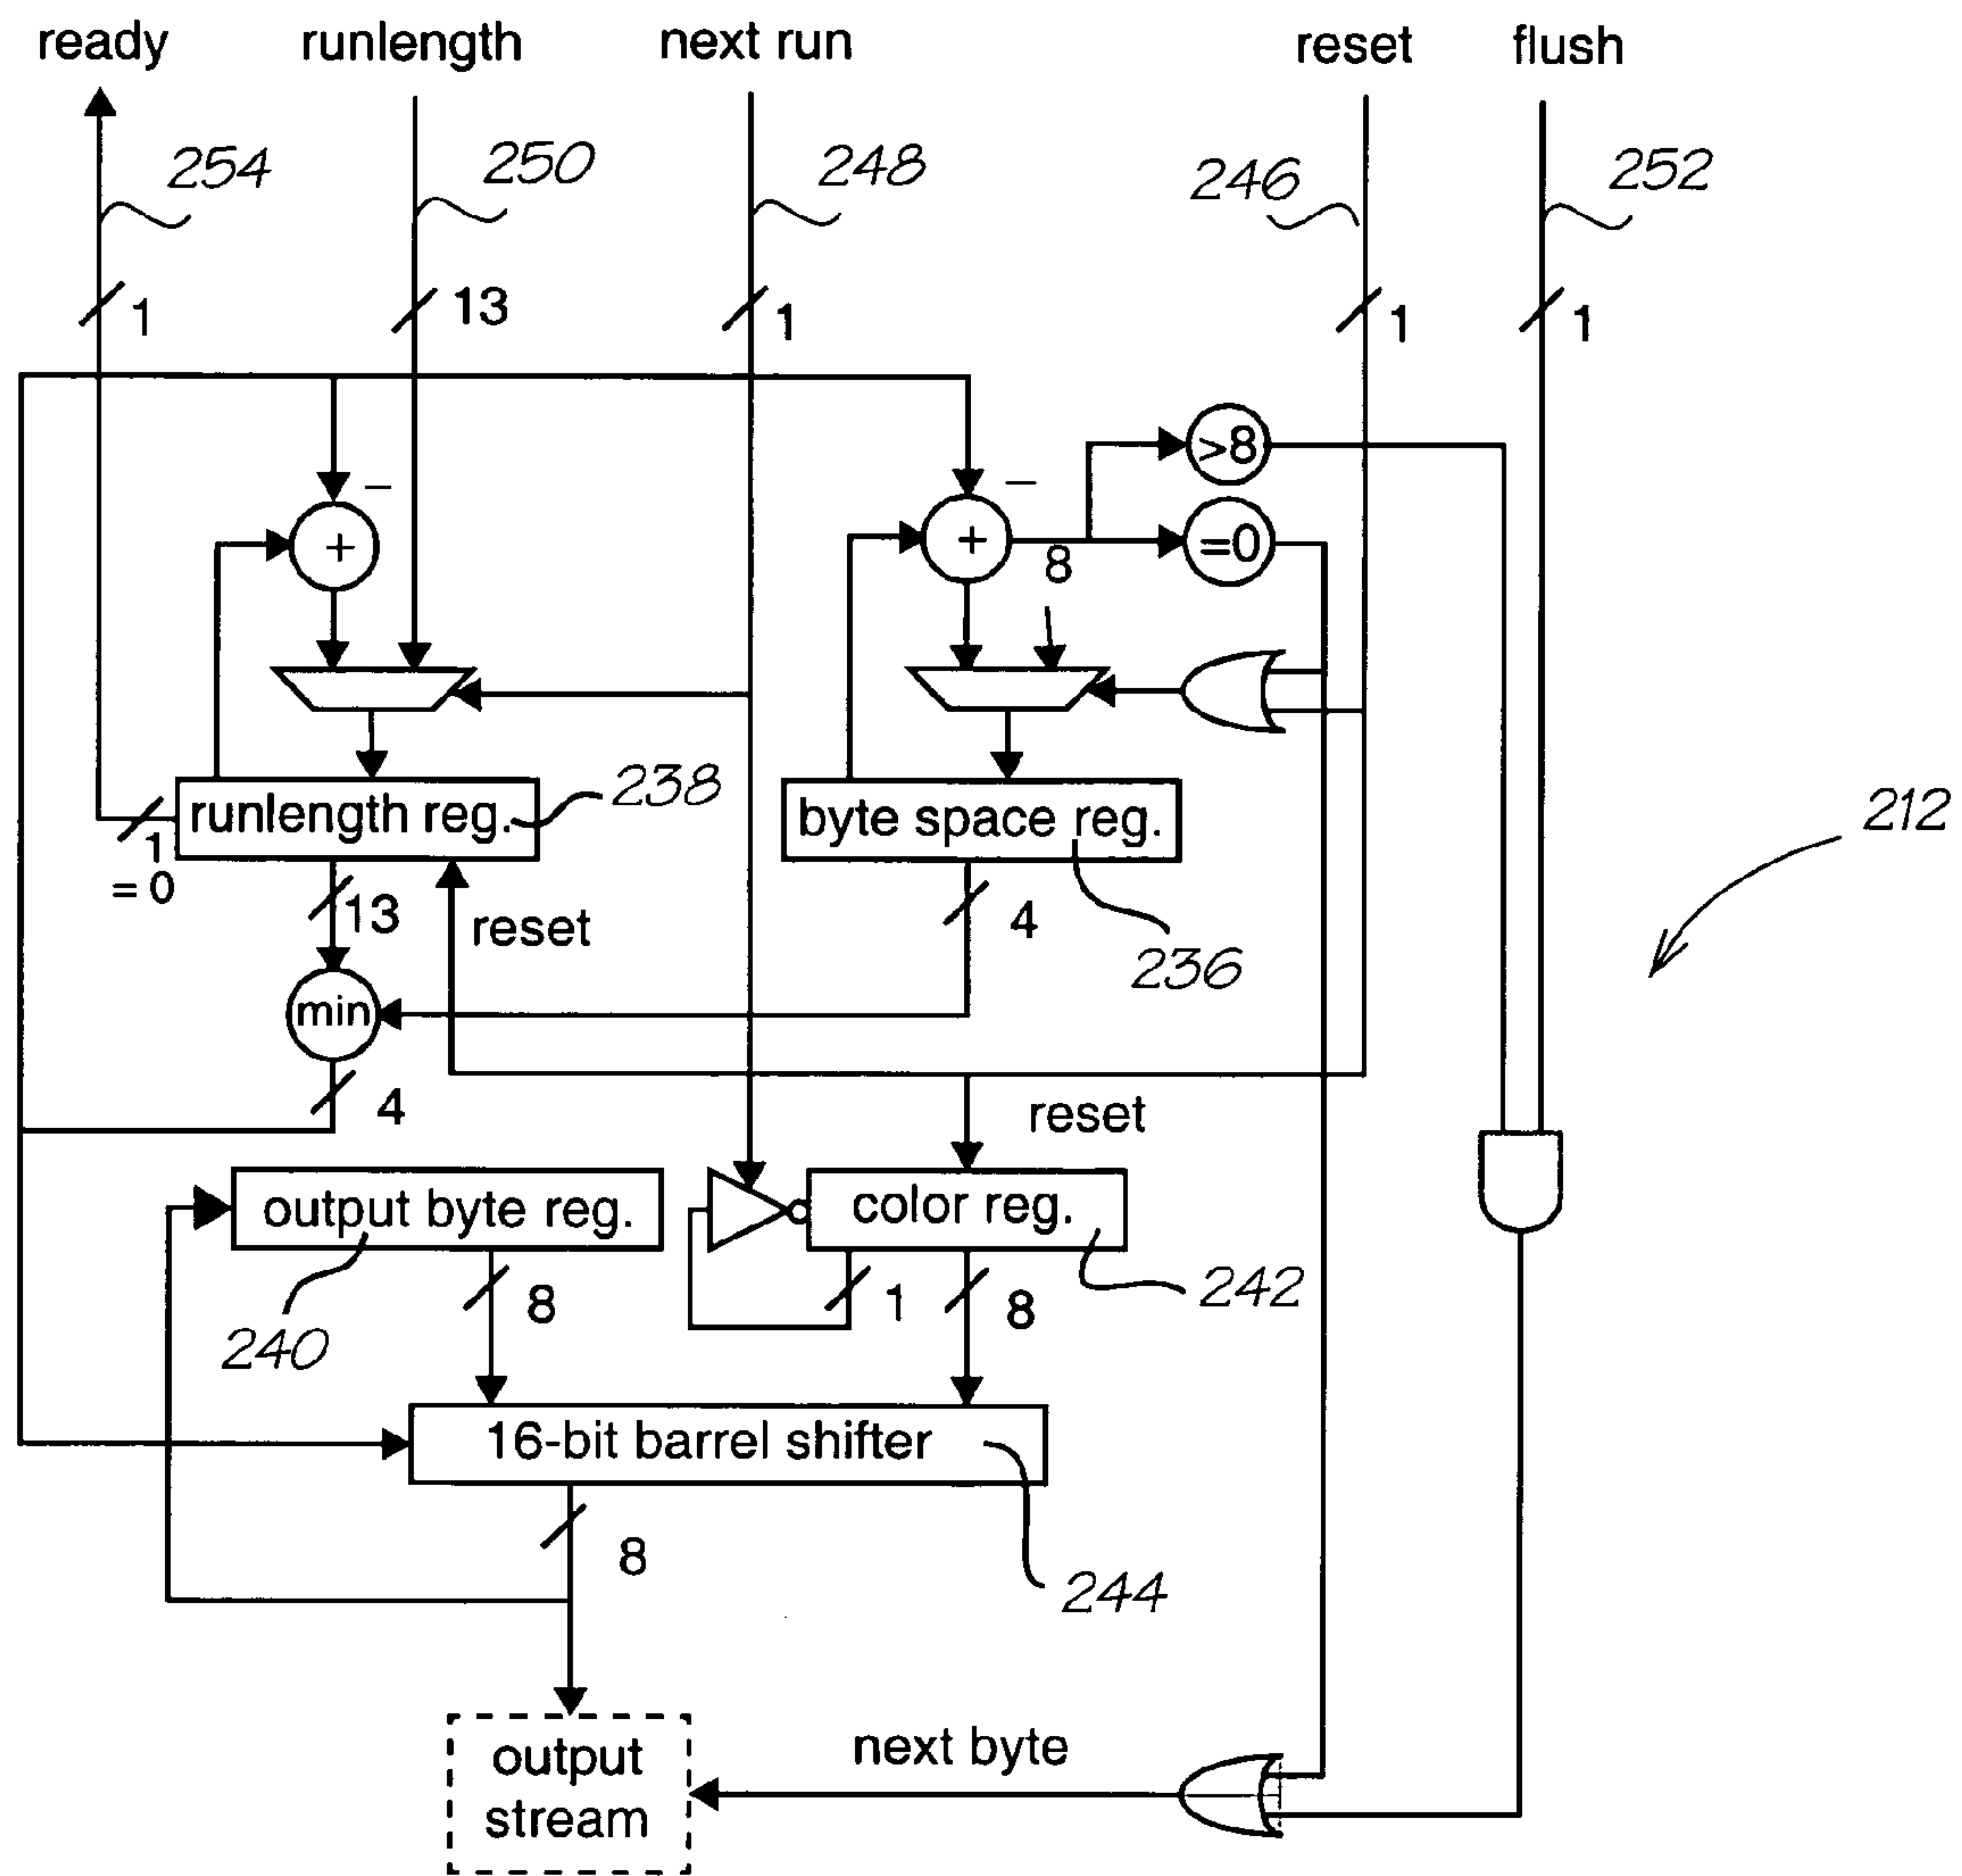 ready runlength next run reset flush
254 250 248 246 252
1 13 1 1 1
− −
>8
+ + =0
8
runlength reg. 238 byte space reg. 212
1
= 0
13 reset 4
236
min
4 reset
output byte reg. color reg.
8 1 8 242
240
16-bit barrel shifter
8
244
next byte
output
stream